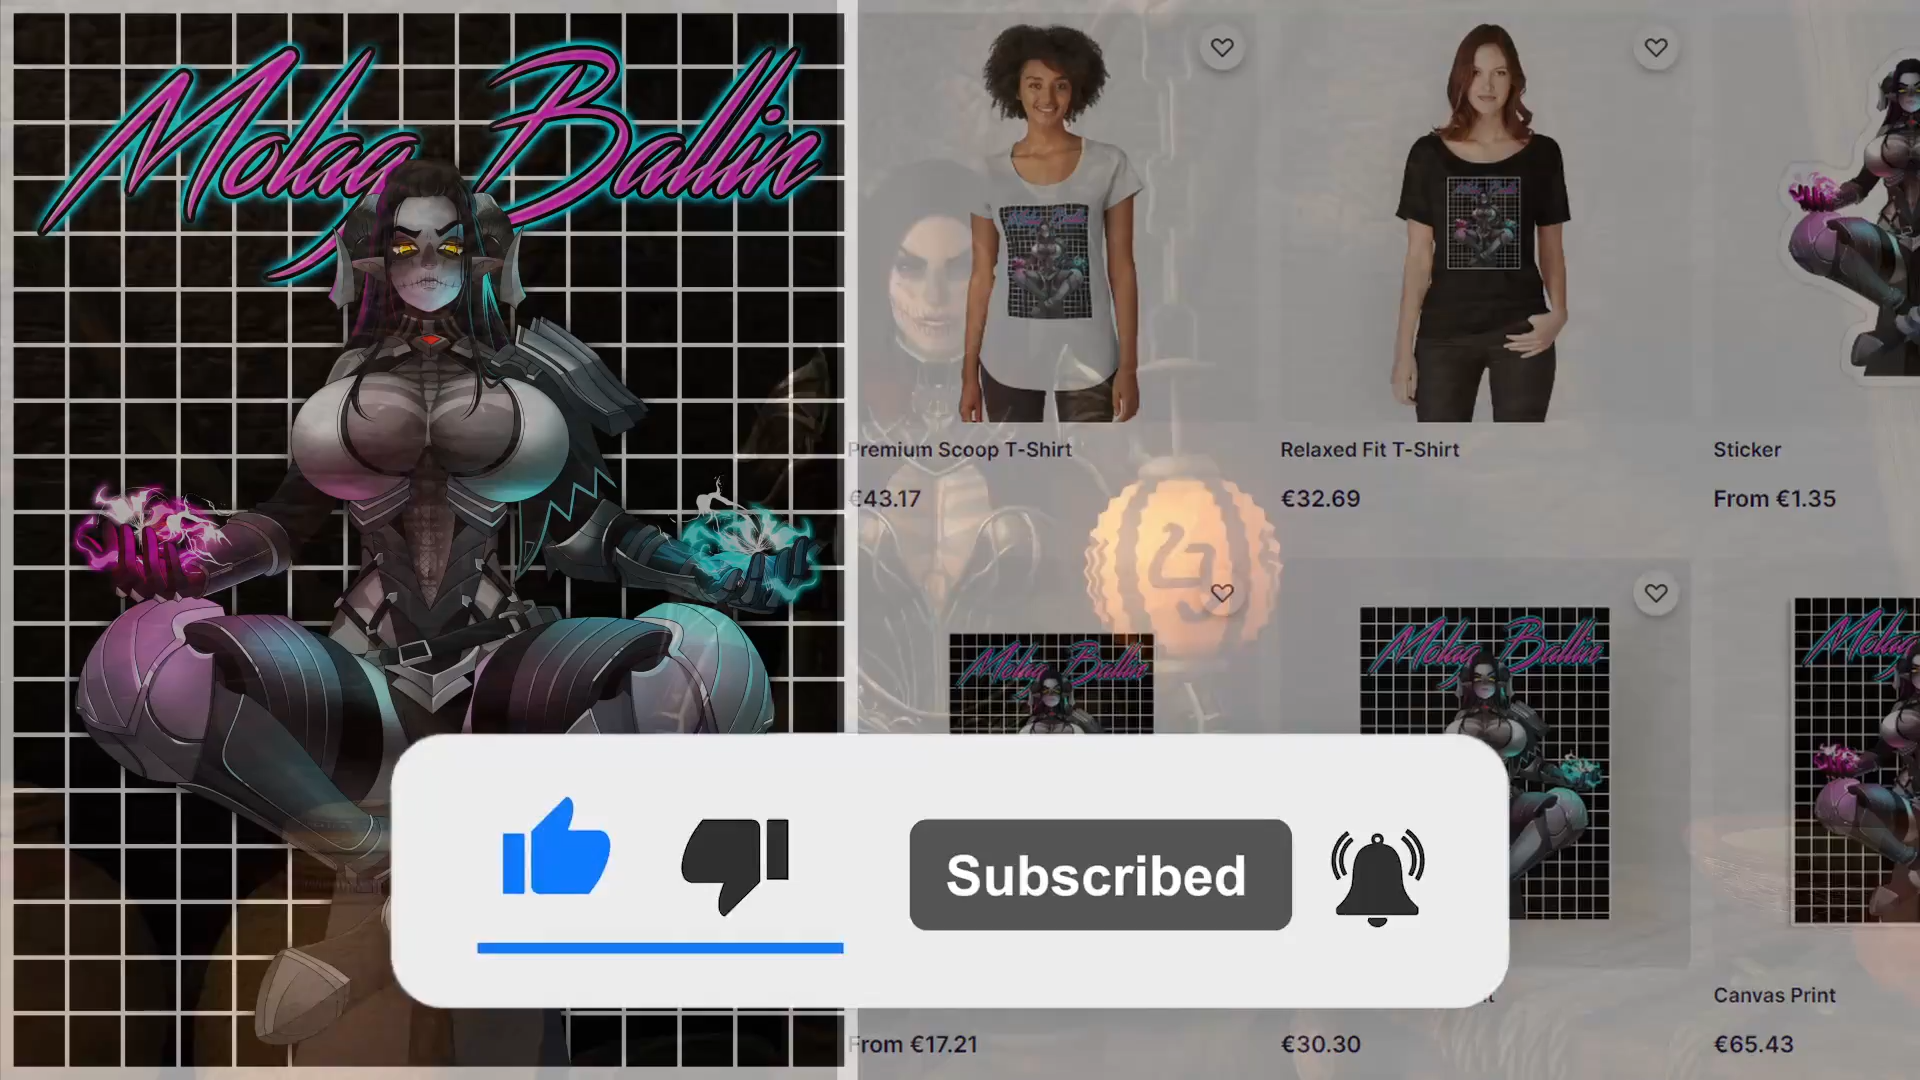 Molag Ballin
Premium Scoop T-Shirt
€43.17
Relaxed Fit T-Shirt
€32.69
Sticker
From €1.35
Molag Ballin
Molag Ballin
Subscribed
From €17.21
€30.30
Canvas Print
€65.43